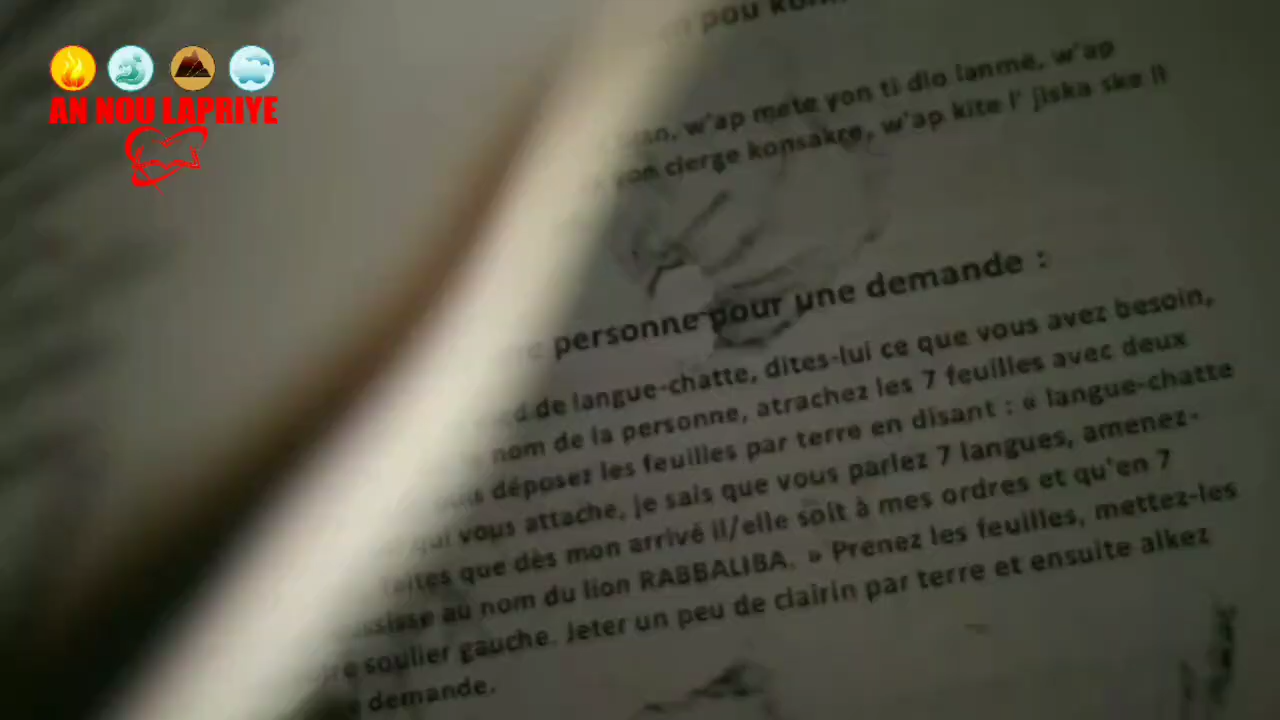 AN NOU LAPRIYE
pou
w'ap mete yon ti dlo lanmè, w'ap
yon cierge konsakre, w'ap kite l' jiska ske li
personne pour une demande :
de langue-chatte, dites-lui ce que vous avez besoin,
nom de la personne, atrachez les 7 feuilles avec deux
déposez les feuilles par terre en disant : « langue-chatte
qui vous attache, je sais que vous parlez 7 langues, amenez-
faites que dès mon arrivé il/elle soit à mes ordres et qu'en 7
au nom du lion RABBALIBA. » Prenez les feuilles, mettez-les
soulier gauche. Jeter un peu de clairin par terre et ensuite alkez
demande.